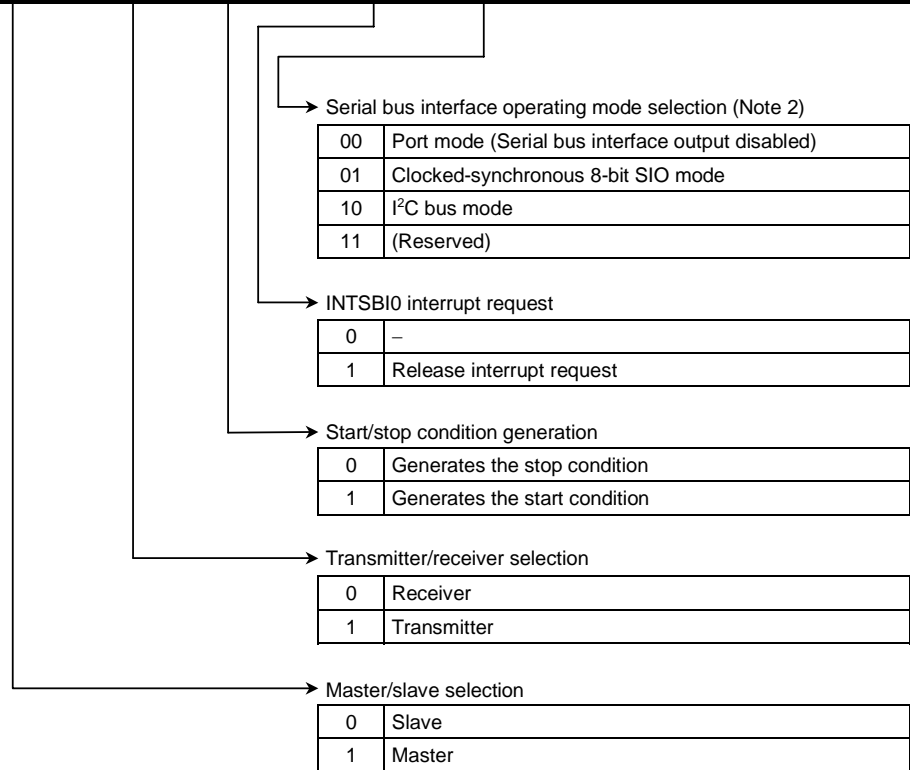 Serial bus interface operating mode selection (Note 2)
00 Port mode (Serial bus interface output disabled)
01 Clocked-synchronous 8-bit SIO mode
10 I²C bus mode
11 (Reserved)
INTSBI0 interrupt request
0 –
1 Release interrupt request
Start/stop condition generation
0 Generates the stop condition
1 Generates the start condition
Transmitter/receiver selection
0 Receiver
1 Transmitter
Master/slave selection
0 Slave
1 Master